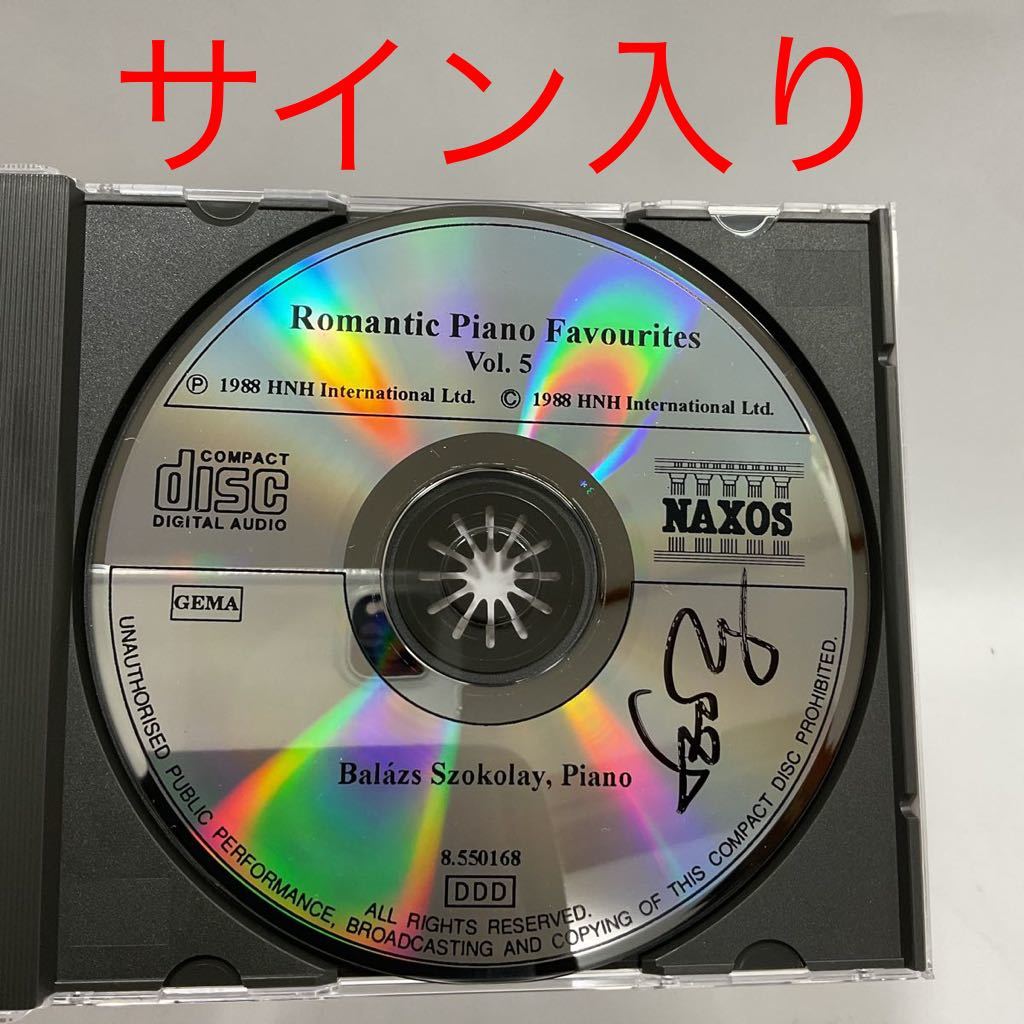 サイン入り
Romantic Piano Favourites
Vol. 5
Ⓟ 1988 HNH International Ltd. © 1988 HNH International Ltd.
COMPACT
disc
DIGITAL AUDIO
NAXOS
GEMA
Balázs Szokolay, Piano
8.550168
DDD
ALL RIGHTS RESERVED.
UNAUTHORISED PUBLIC PERFORMANCE, BROADCASTING AND COPYING OF THIS COMPACT DISC PROHIBITED.